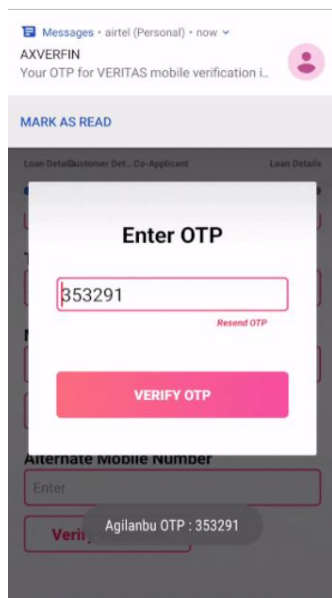 Messages • airtel (Personal) • now
AXVERFIN
Your OTP for VERITAS mobile verification i..
MARK AS READ
Loan Details
Customer Det...
Co-Applicant
Loan Details
Enter OTP
353291
Resend OTP
VERIFY OTP
Alternate Mobile Number
Enter
Agilanbu OTP : 353291